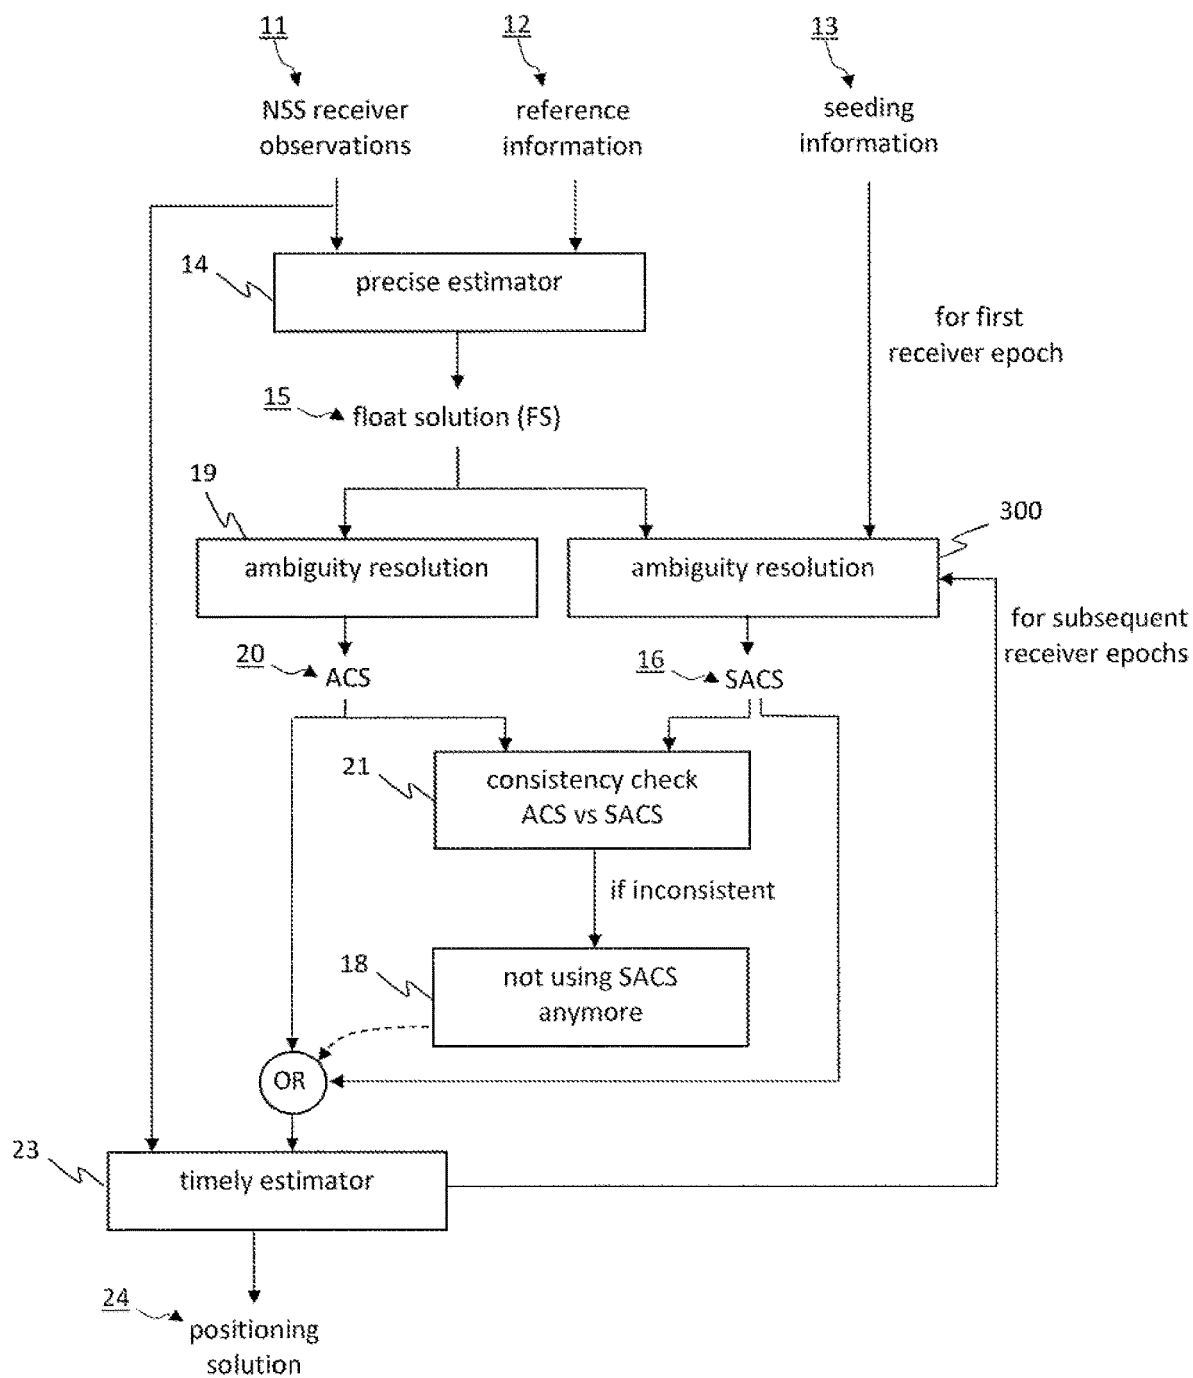 11
12
13
NSS receiver
observations
reference
information
seeding
information
14
precise estimator
for first
receiver epoch
15
float solution (FS)
19
300
ambiguity resolution
ambiguity resolution
for subsequent
receiver epochs
20
ACS
16
SACS
21
consistency check
ACS vs SACS
if inconsistent
18
not using SACS
anymore
OR
23
timely estimator
24
positioning
solution